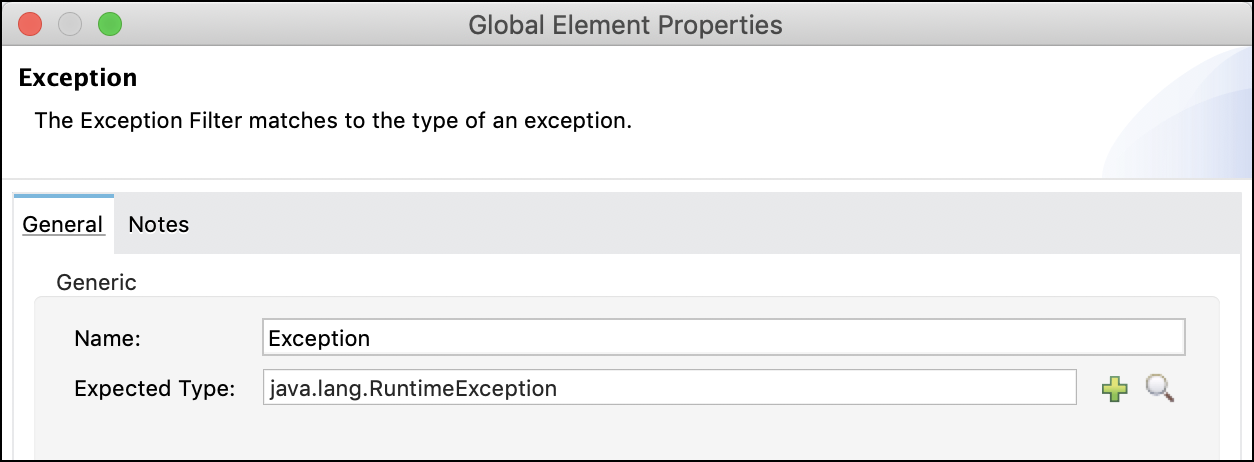 Global Element Properties
Exception
The Exception Filter matches to the type of an exception.
General Notes
Generic
Name: Exception
Expected Type: java.lang.RuntimeException